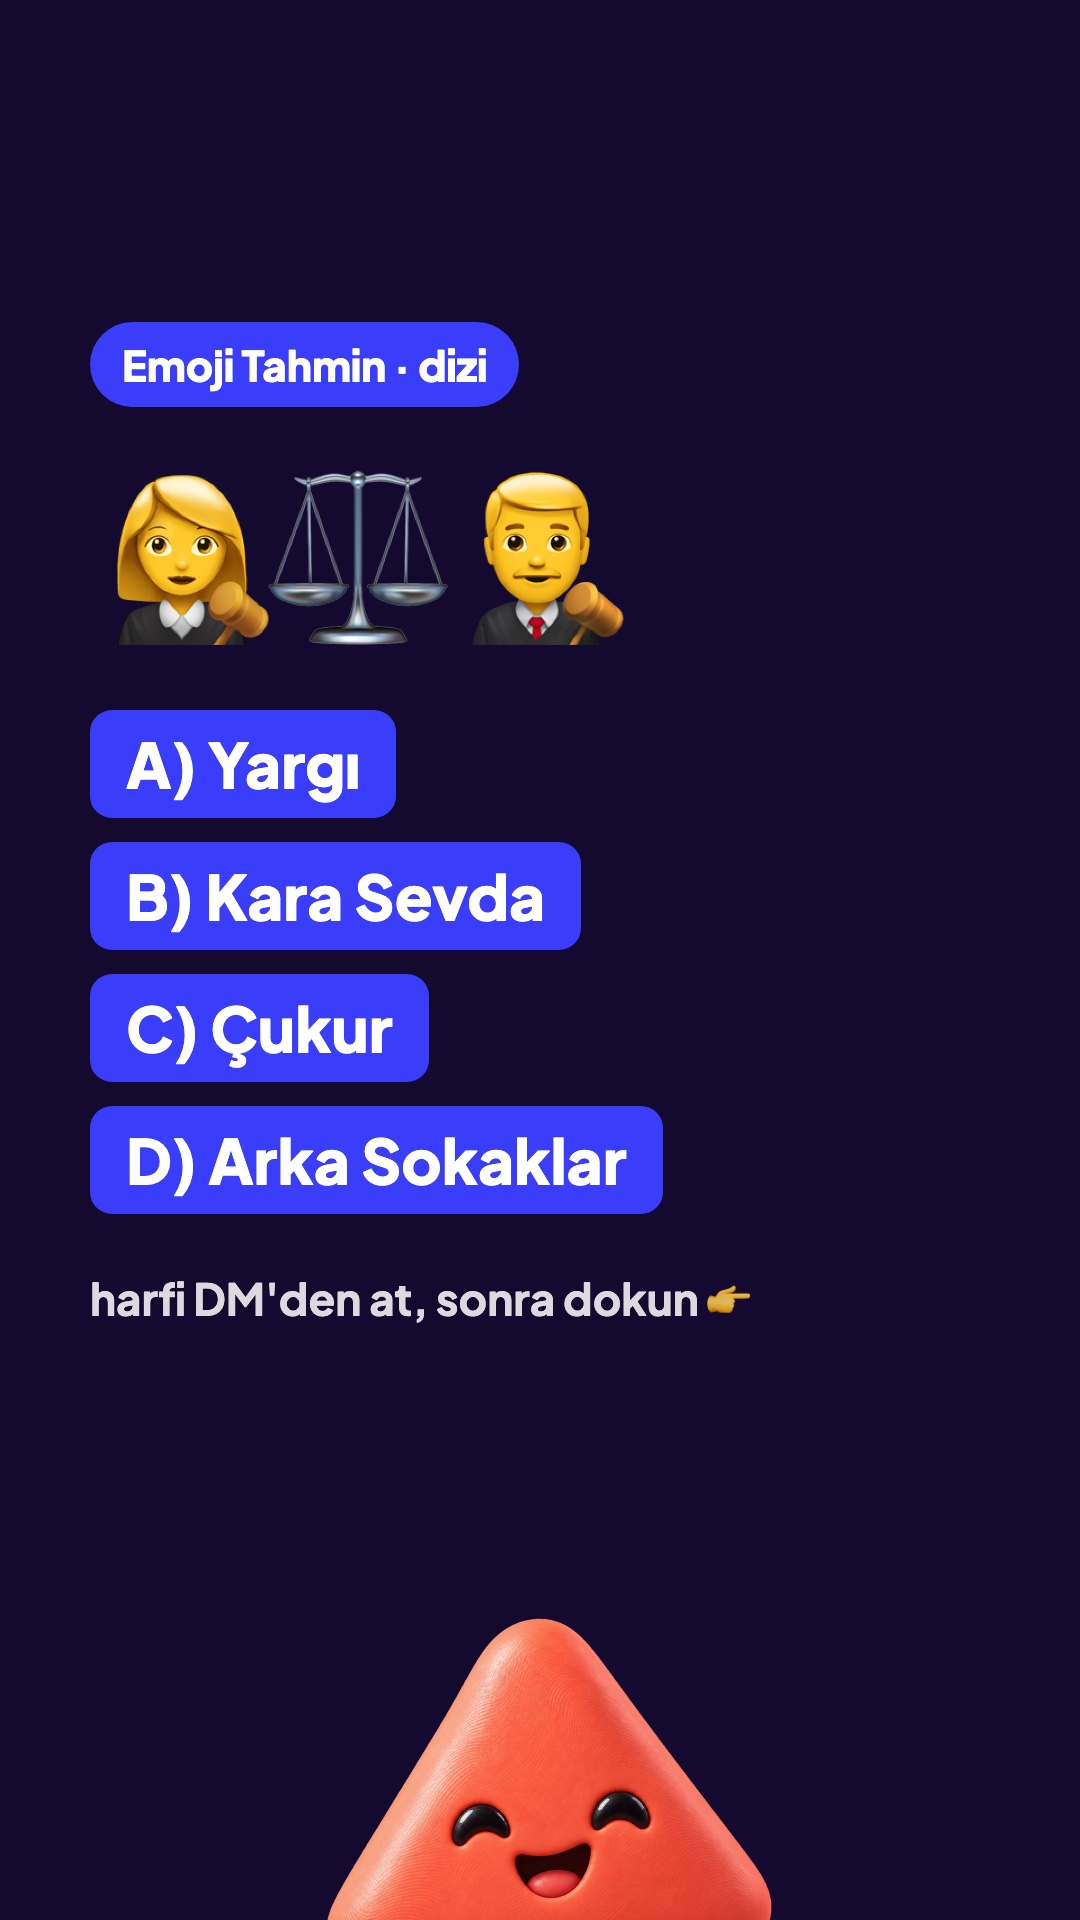 Emoji Tahmin · dizi
A) Yargı
B) Kara Sevda
C) Çukur
D) Arka Sokaklar
harfi DM'den at, sonra dokun 👉